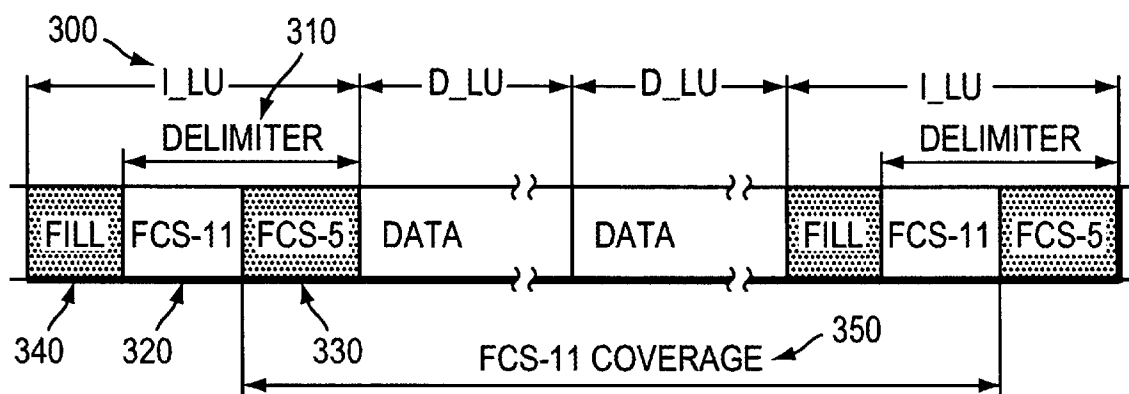 300 310
I_LU D_LU D_LU I_LU
DELIMITER DELIMITER
FILL FCS-11 FCS-5 DATA DATA FILL FCS-11 FCS-5
340 320 330 FCS-11 COVERAGE 350